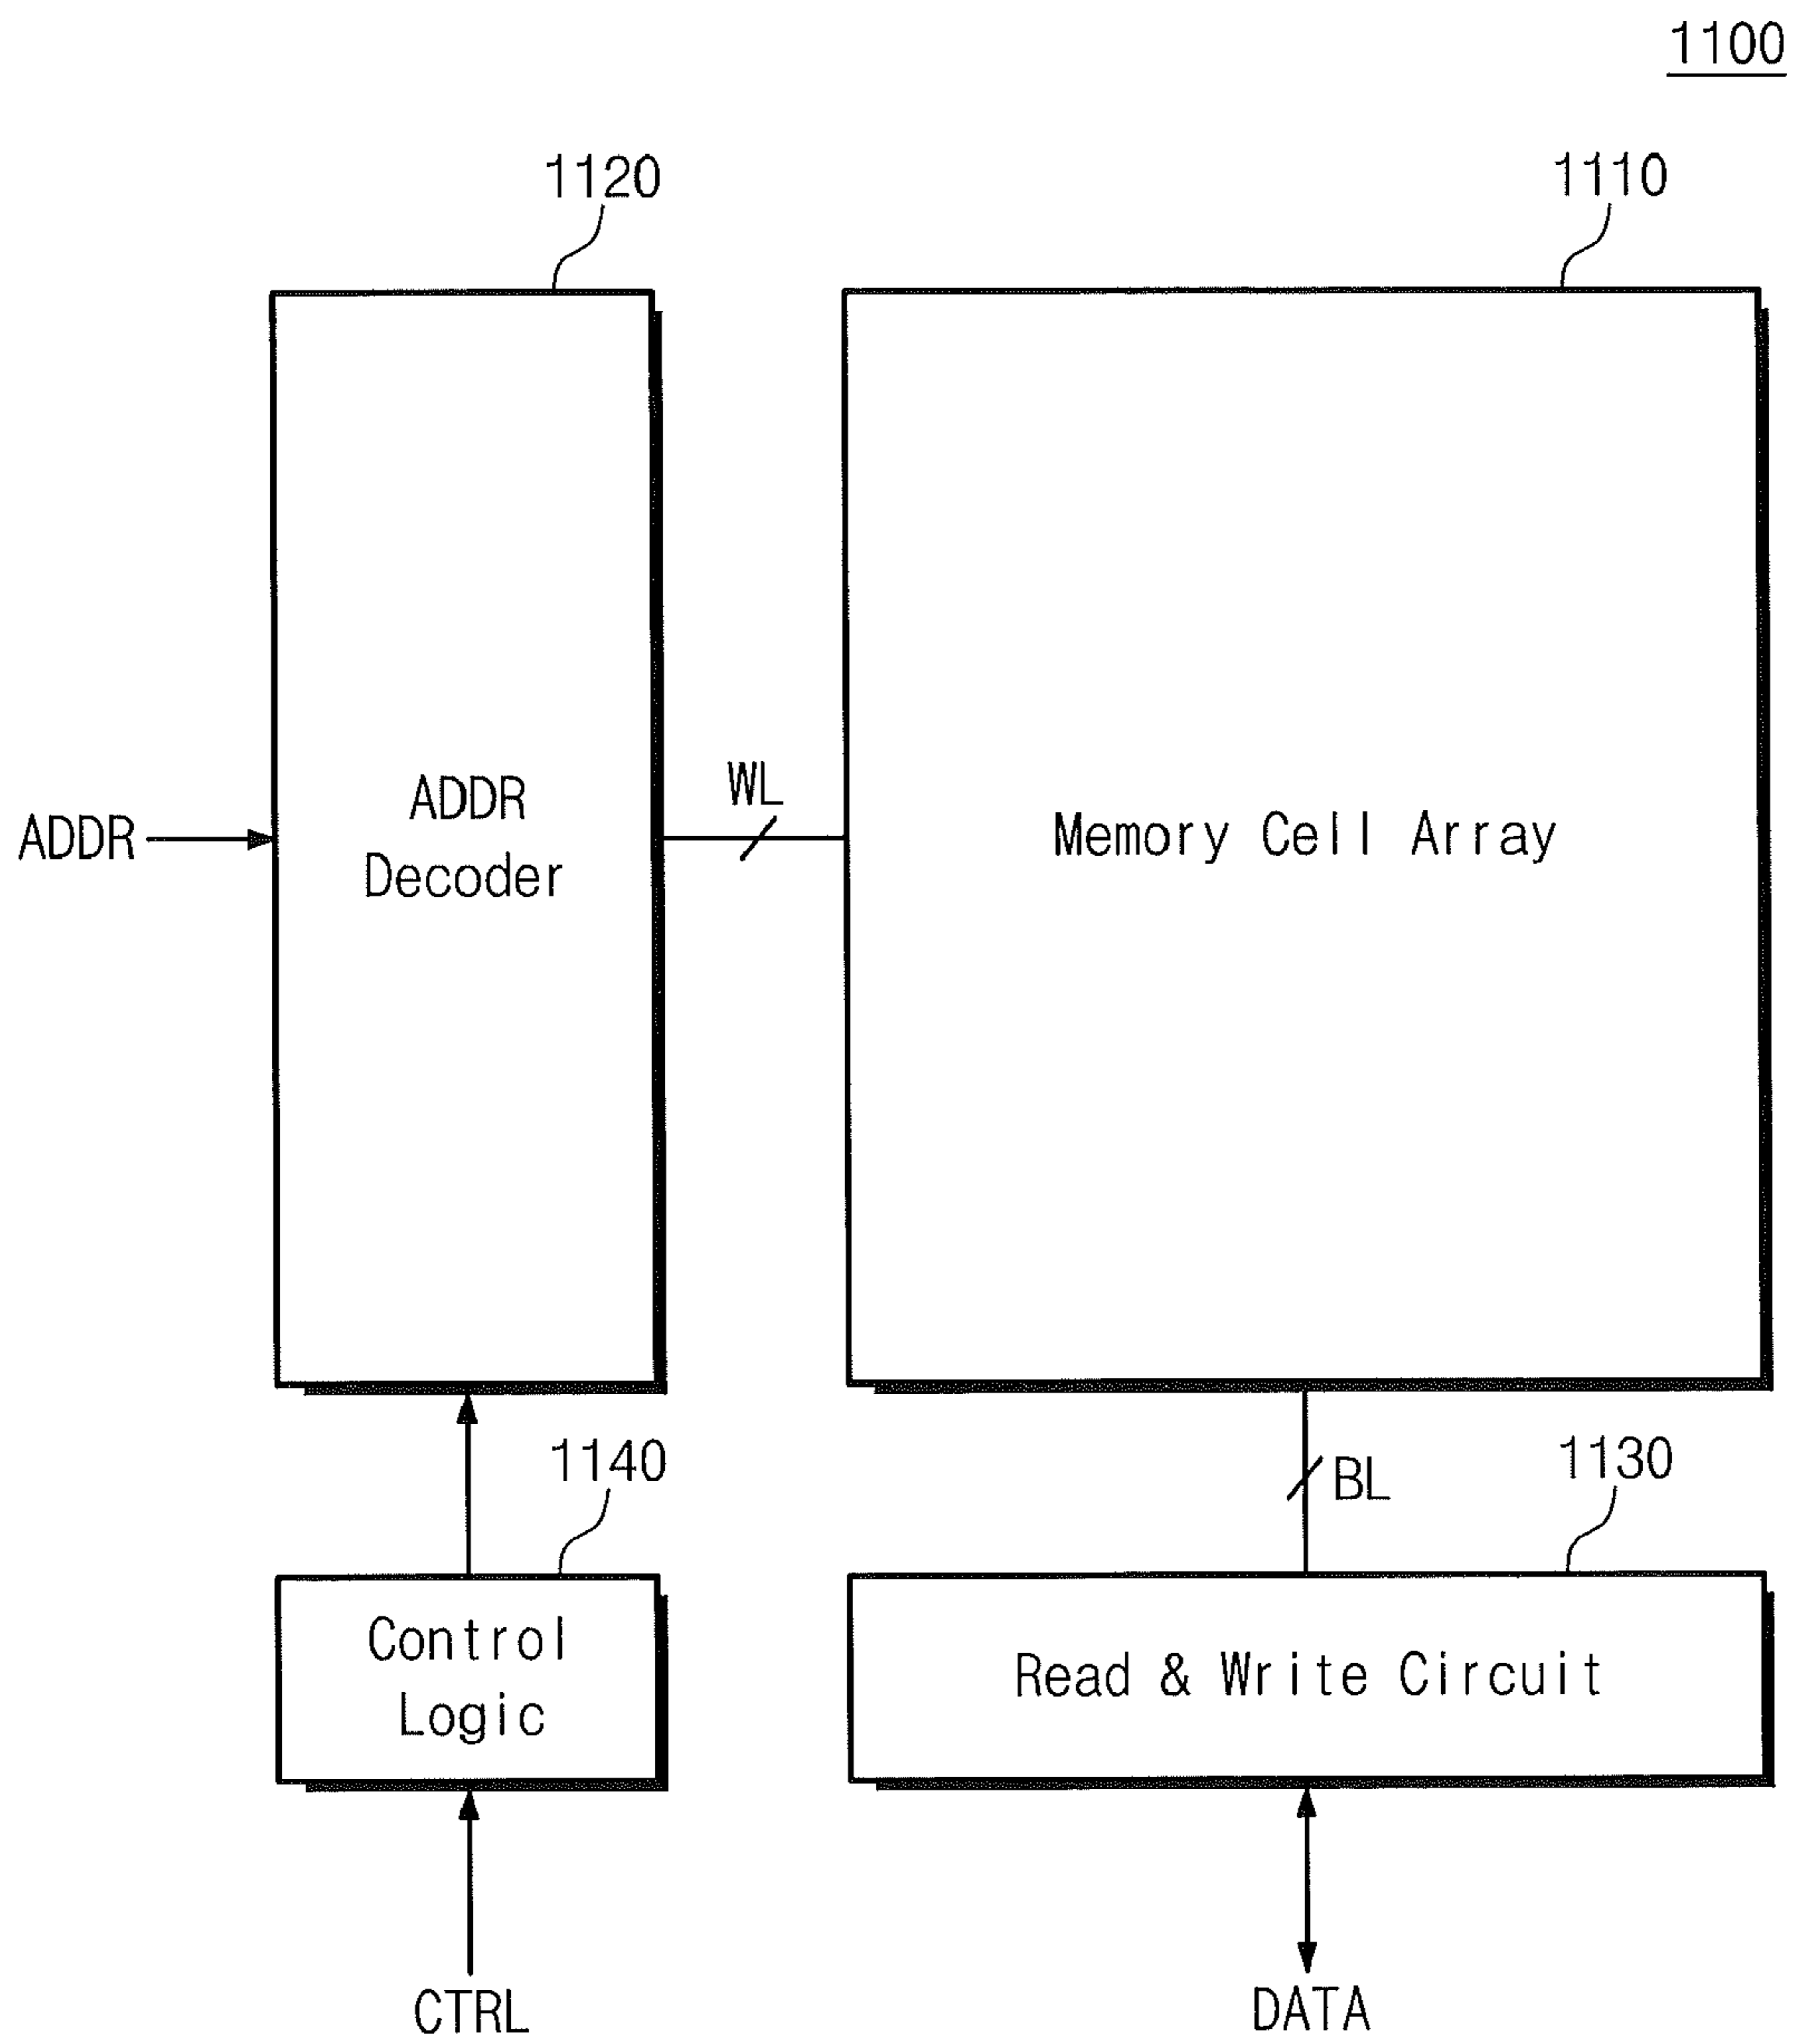 1100
1120
1110
ADDR
ADDR
Decoder
WL
Memory Cell Array
1140
BL
1130
Control
Logic
Read & Write Circuit
CTRL
DATA